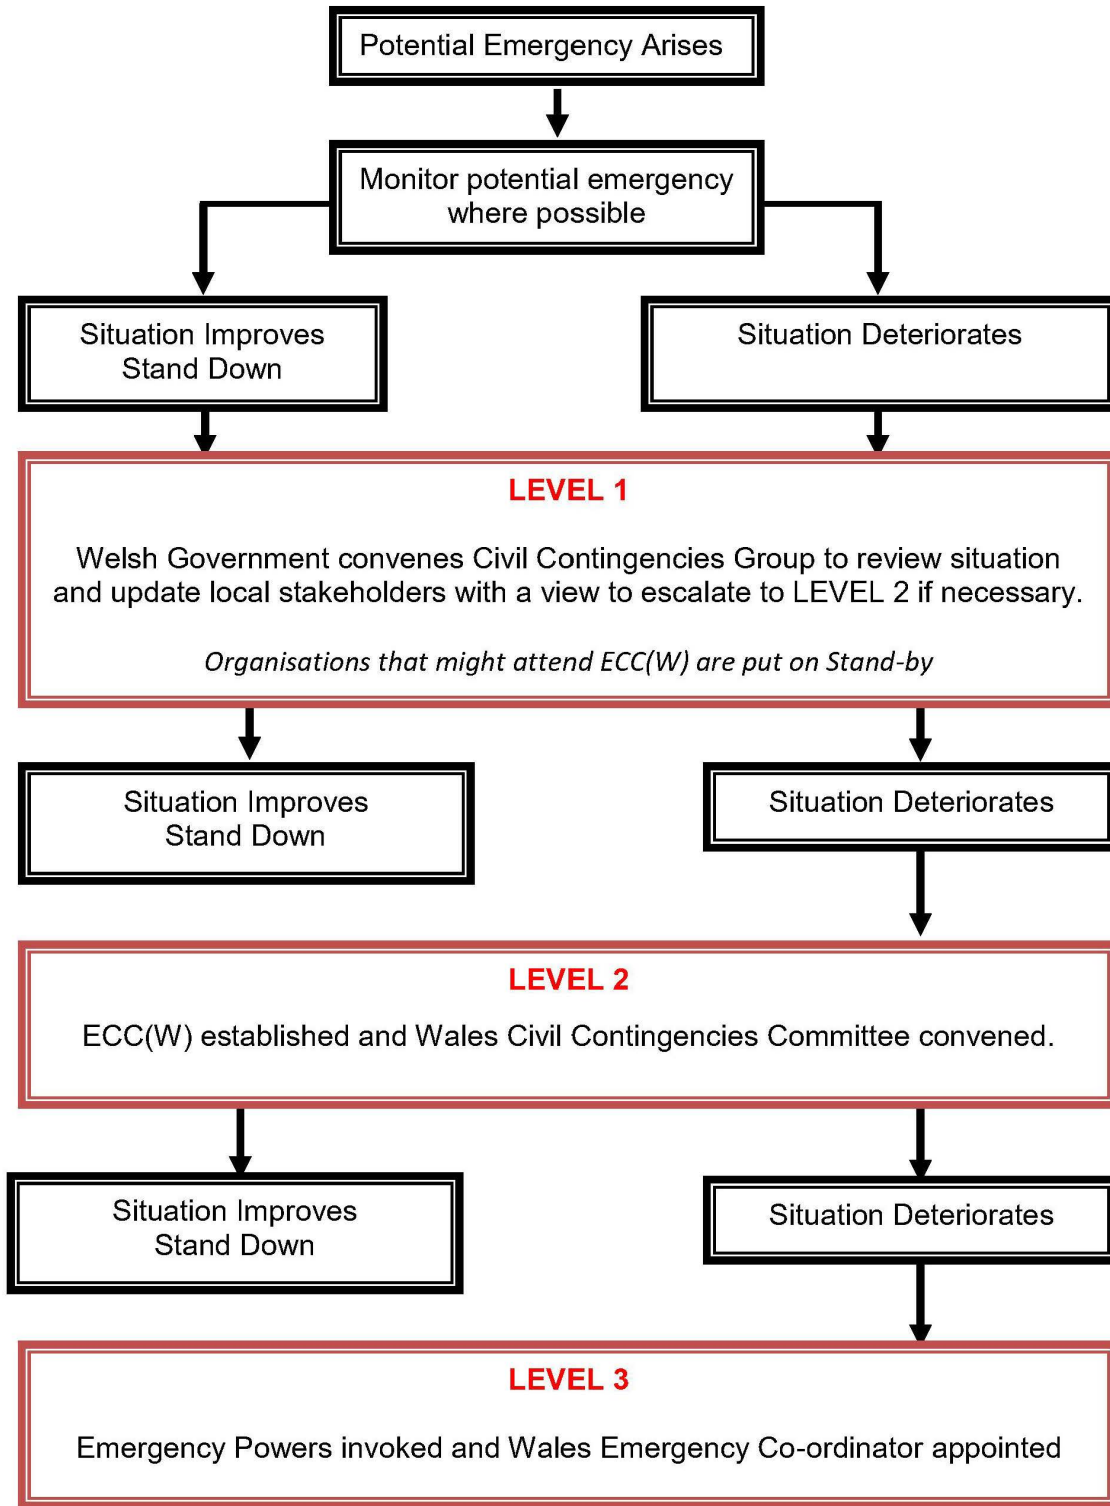 Potential Emergency Arises
Monitor potential emergency
where possible
Situation Improves
Stand Down
Situation Deteriorates
LEVEL 1
Welsh Government convenes Civil Contingencies Group to review situation
and update local stakeholders with a view to escalate to LEVEL 2 if necessary.
Organisations that might attend ECC(W) are put on Stand-by
Situation Improves
Stand Down
Situation Deteriorates
LEVEL 2
ECC(W) established and Wales Civil Contingencies Committee convened.
Situation Improves
Stand Down
Situation Deteriorates
LEVEL 3
Emergency Powers invoked and Wales Emergency Co-ordinator appointed